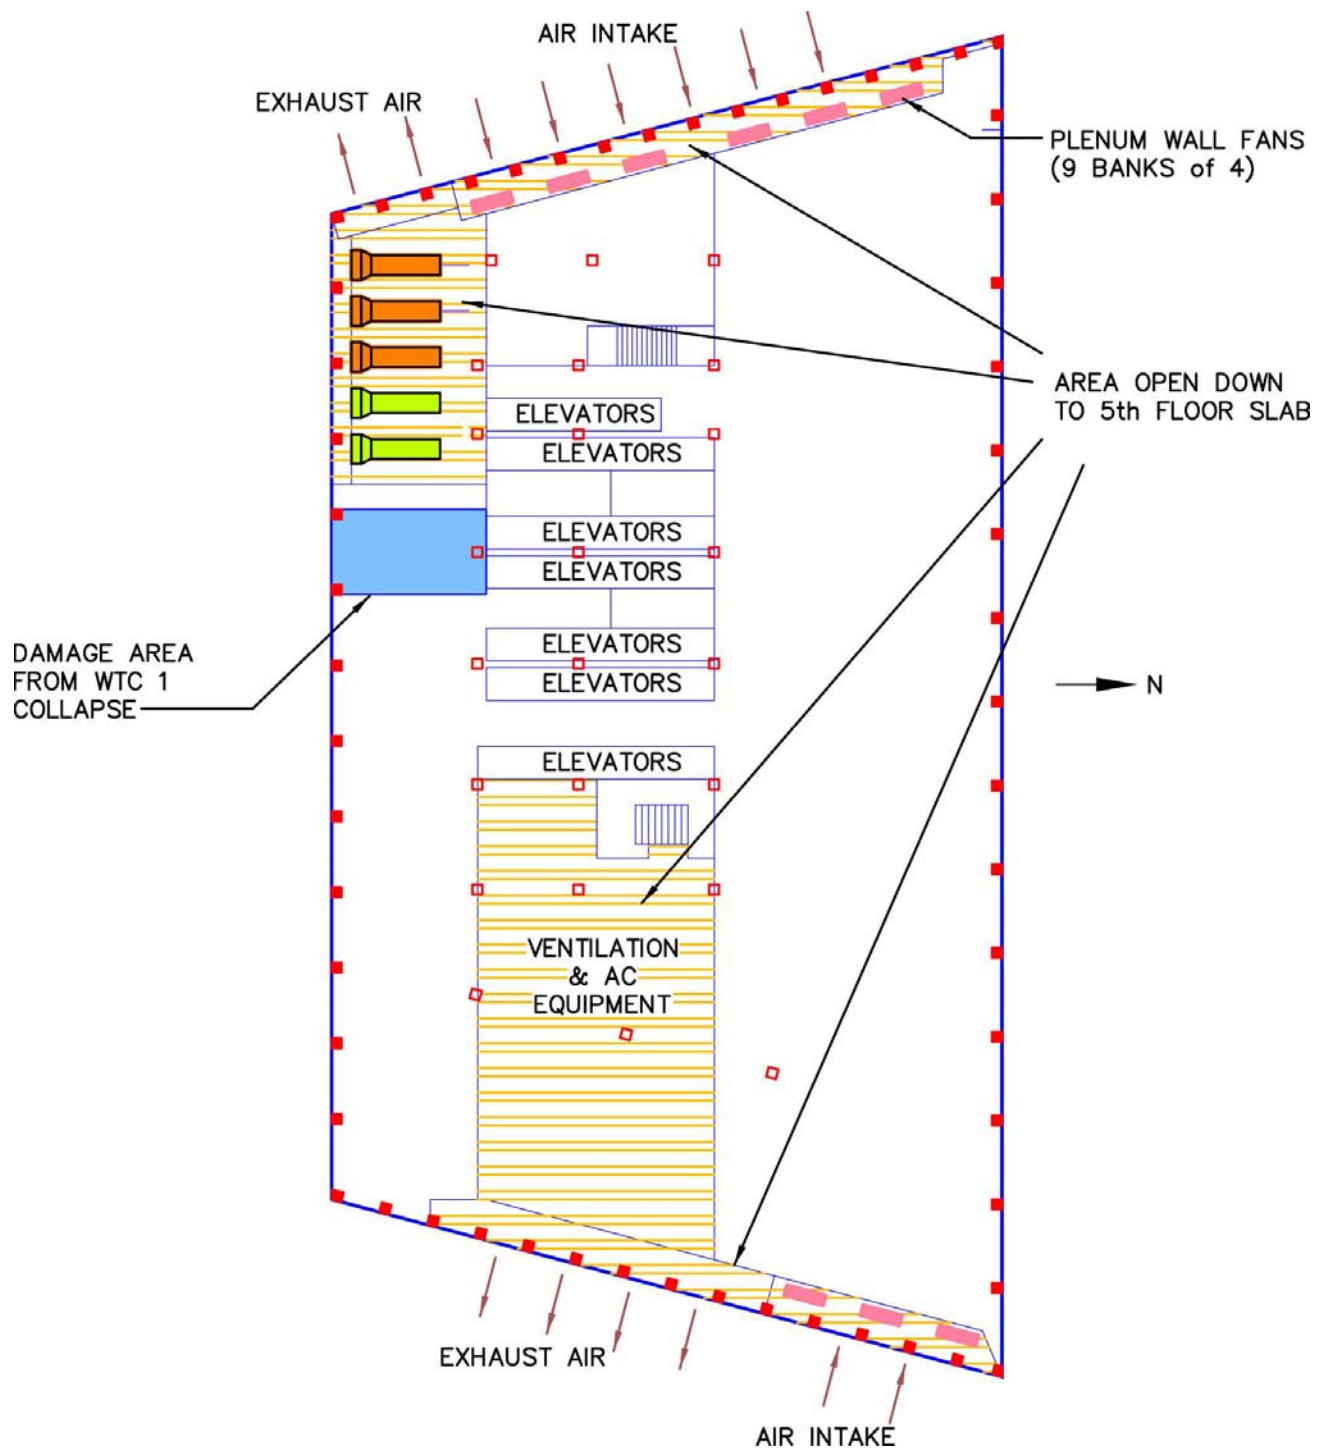 AIR INTAKE
EXHAUST AIR
PLENUM WALL FANS
(9 BANKS of 4)
AREA OPEN DOWN
TO 5th FLOOR SLAB
ELEVATORS
ELEVATORS
ELEVATORS
ELEVATORS
ELEVATORS
ELEVATORS
DAMAGE AREA
FROM WTC 1
COLLAPSE
N
ELEVATORS
VENTILATION
& AC
EQUIPMENT
EXHAUST AIR
AIR INTAKE